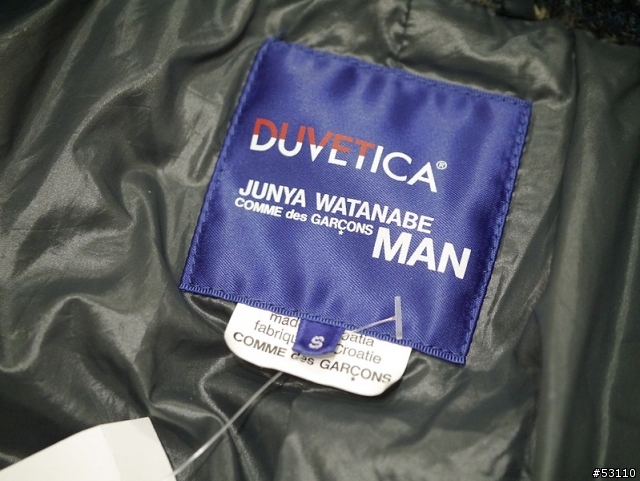 DUVETICA®
JUNYA WATANABE
COMME des GARÇONS
MAN
S
COMME des GARÇONS
#53110